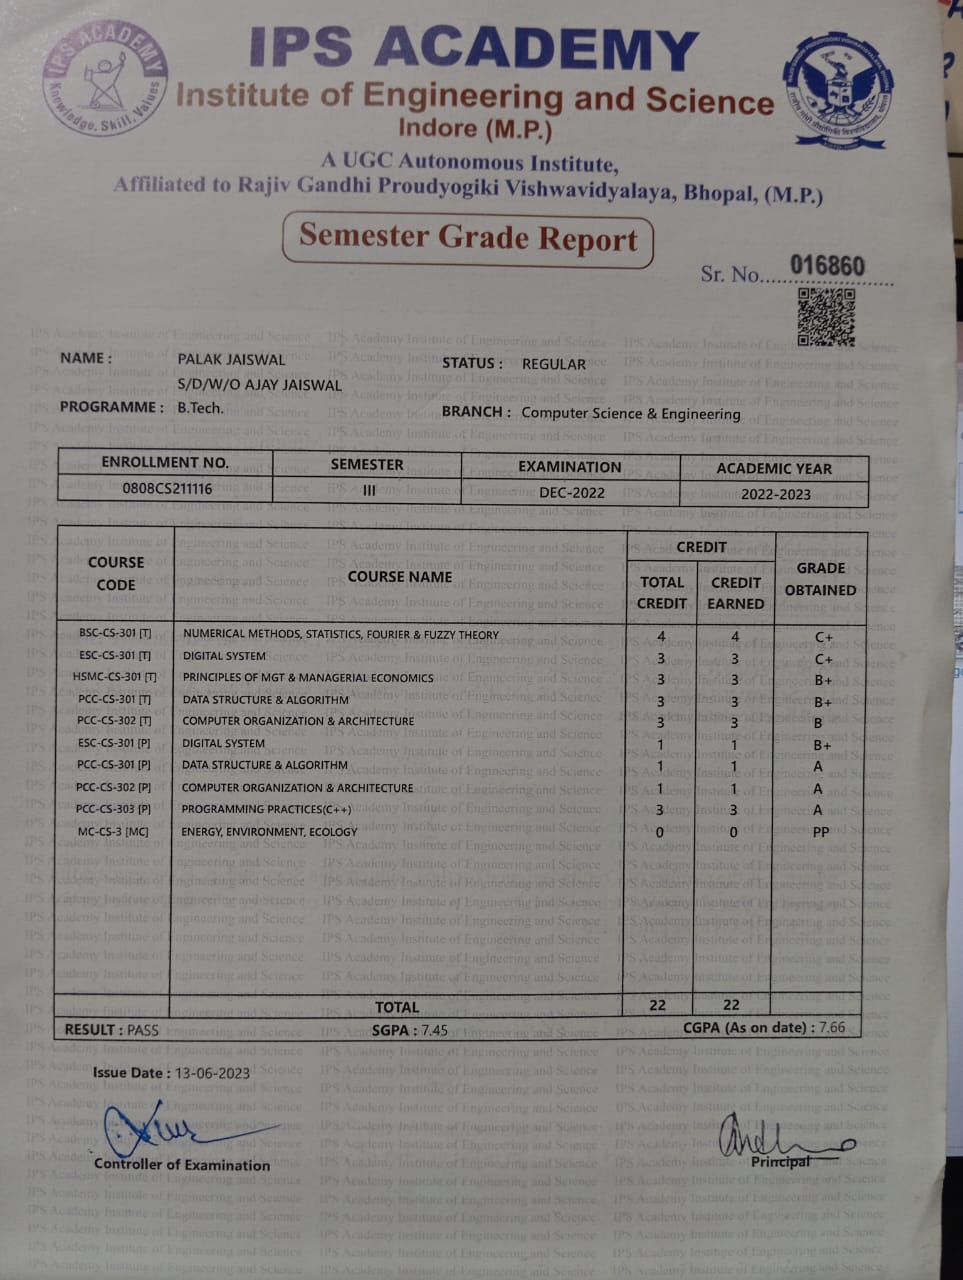 IPS ACADEMY
Knowledge, Skill, Values
IPS ACADEMY
Institute of Engineering and Science
Indore (M.P.)
A UGC Autonomous Institute,
Affiliated to Rajiv Gandhi Proudyogiki Vishwavidyalaya, Bhopal, (M.P.)
Semester Grade Report
Sr. No..... 016860
NAME : PALAK JAISWAL STATUS : REGULAR
S/D/W/O AJAY JAISWAL
PROGRAMME : B.Tech. BRANCH : Computer Science & Engineering
ENROLLMENT NO. SEMESTER EXAMINATION ACADEMIC YEAR
0808CS211116 III DEC-2022 2022-2023
COURSE CODE COURSE NAME CREDIT GRADE OBTAINED
TOTAL CREDIT CREDIT EARNED
BSC-CS-301 [T] NUMERICAL METHODS, STATISTICS, FOURIER & FUZZY THEORY 4 4 C+
ESC-CS-301 [T] DIGITAL SYSTEM 3 3 C+
HSMC-CS-301 [T] PRINCIPLES OF MGT & MANAGERIAL ECONOMICS 3 3 B+
PCC-CS-301 [T] DATA STRUCTURE & ALGORITHM 3 3 B+
PCC-CS-302 [T] COMPUTER ORGANIZATION & ARCHITECTURE 3 3 B
ESC-CS-301 [P] DIGITAL SYSTEM 1 1 B+
PCC-CS-301 [P] DATA STRUCTURE & ALGORITHM 1 1 A
PCC-CS-302 [P] COMPUTER ORGANIZATION & ARCHITECTURE 1 1 A
PCC-CS-303 [P] PROGRAMMING PRACTICES(C++) 3 3 A
MC-CS-3 [MC] ENERGY, ENVIRONMENT, ECOLOGY 0 0 PP
TOTAL 22 22
RESULT : PASS SGPA : 7.45 CGPA (As on date) : 7.66
Issue Date : 13-06-2023
Controller of Examination Principal